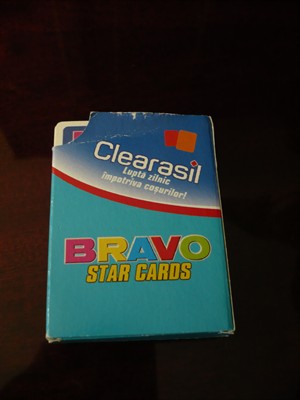 Clearasil
Luptă zilnic
împotriva coșurilor!
BRAVO
STAR CARDS